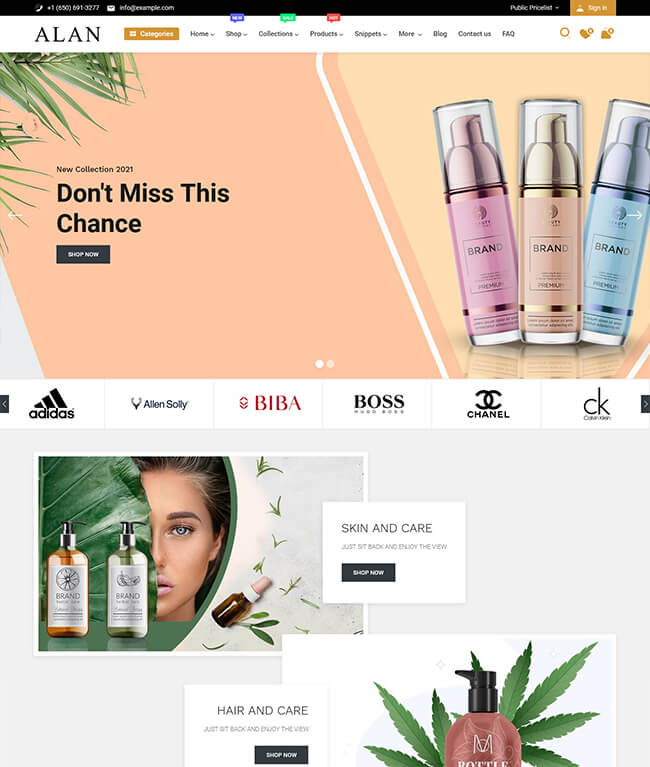 +1 (650) 691-3277 info@example.com Public Pricelist Sign in
NEW SALE HOT
ALAN Categories Home Shop Collections Products Snippets More Blog Contact us FAQ 0 0
New Collection 2021
Don't Miss This
Chance
SHOP NOW
BRAND BRAND BRAND
PREMIUM PREMIUM PREMIUM
adidas Allen Solly BIBA BOSS HUGO BOSS CHANEL ck Calvin Klein
SKIN AND CARE
JUST SIT BACK AND ENJOY THE VIEW
SHOP NOW
BRAND BRAND
HAIR AND CARE
JUST SIT BACK AND ENJOY THE VIEW
SHOP NOW
BOTTLE